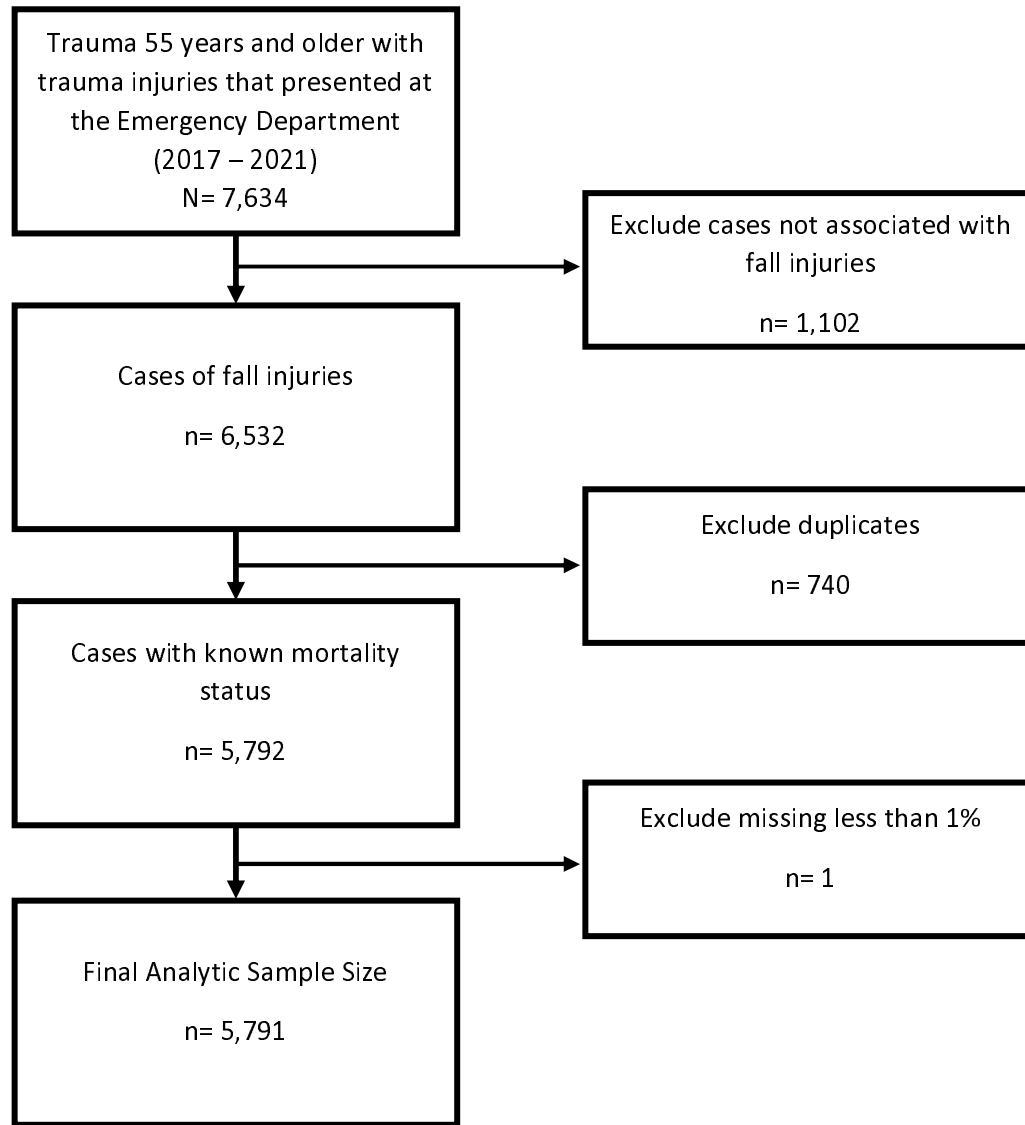 Trauma 55 years and older with
trauma injuries that presented at
the Emergency Department
(2017 – 2021)
N= 7,634
Exclude cases not associated with
fall injuries
n= 1,102
Cases of fall injuries
n= 6,532
Exclude duplicates
n= 740
Cases with known mortality
status
n= 5,792
Exclude missing less than 1%
n= 1
Final Analytic Sample Size
n= 5,791